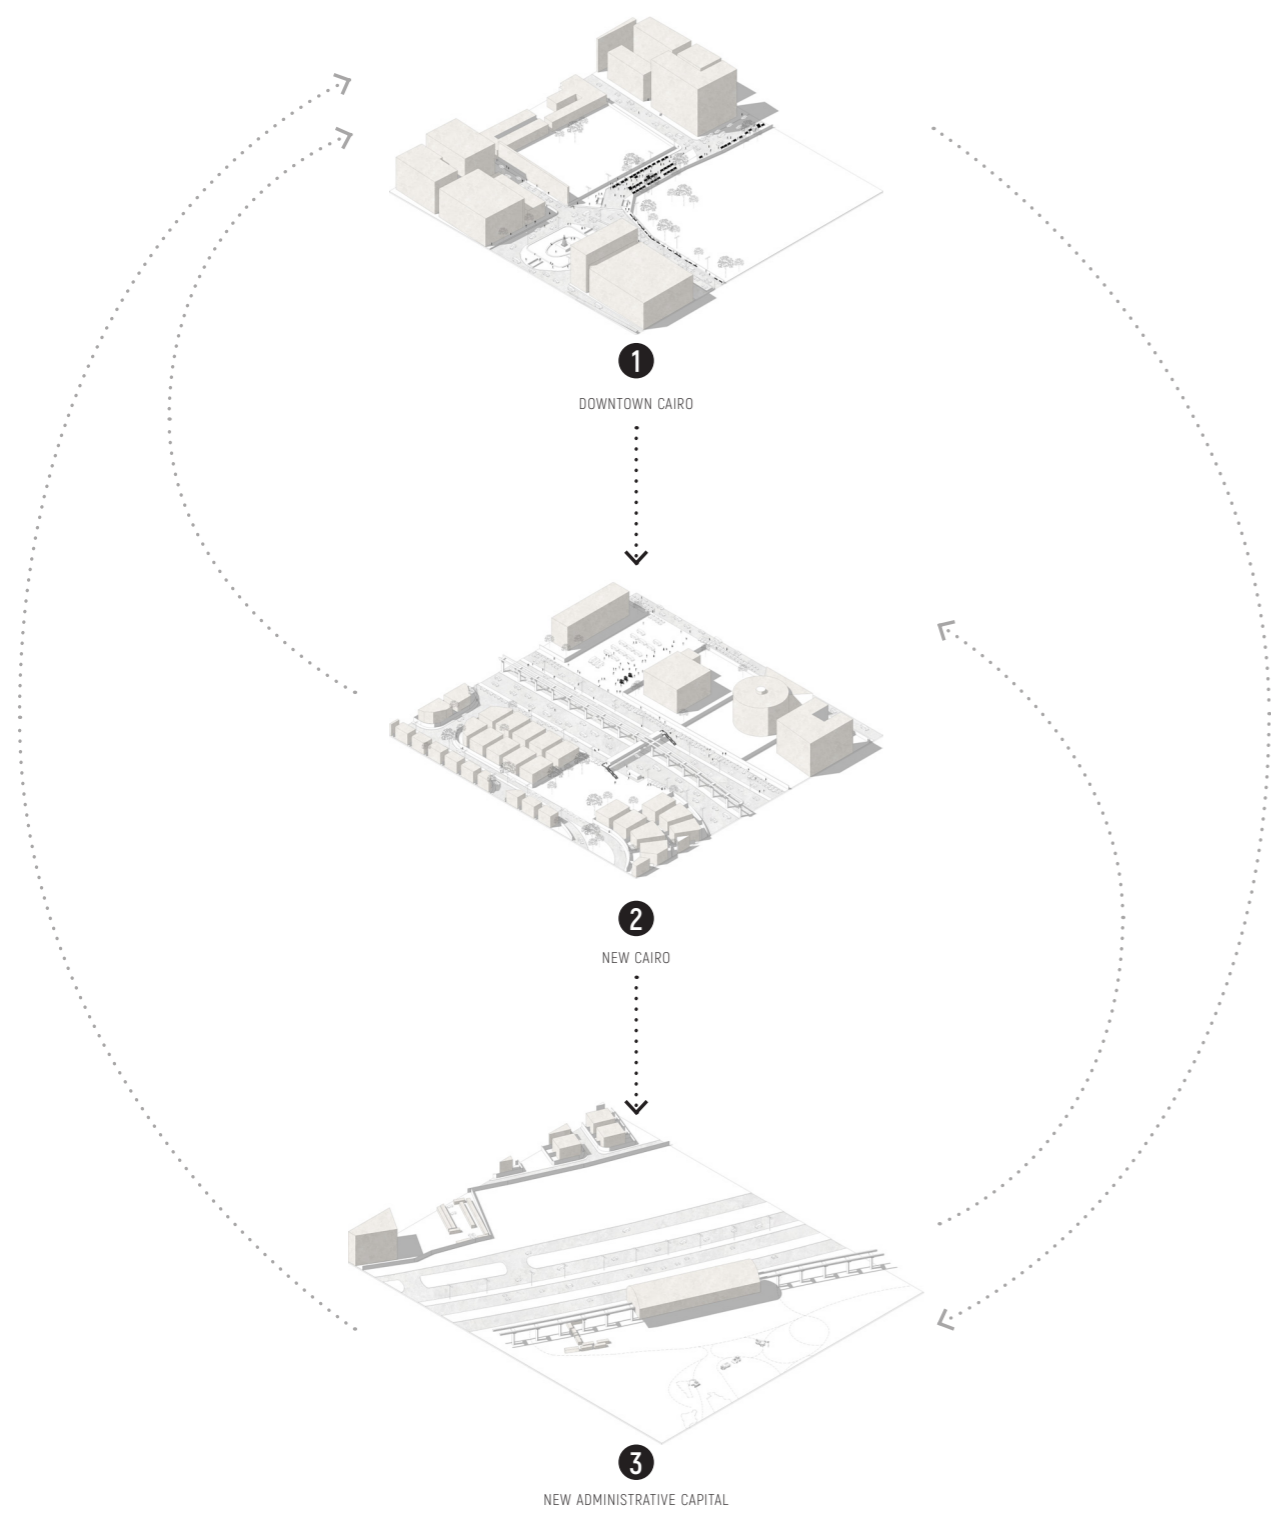 1
DOWNTOWN CAIRO
2
NEW CAIRO
3
NEW ADMINISTRATIVE CAPITAL